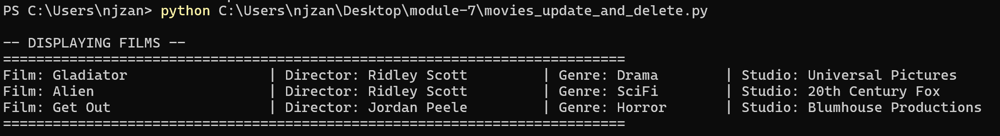 PS C:\Users\njzan> python C:\Users\njzan\Desktop\module-7\movies_update_and_delete.py
-- DISPLAYING FILMS --
===========================================================================
Film: Gladiator                 | Director: Ridley Scott         | Genre: Drama        | Studio: Universal Pictures
Film: Alien                     | Director: Ridley Scott         | Genre: SciFi        | Studio: 20th Century Fox
Film: Get Out                   | Director: Jordan Peele         | Genre: Horror       | Studio: Blumhouse Productions
===========================================================================